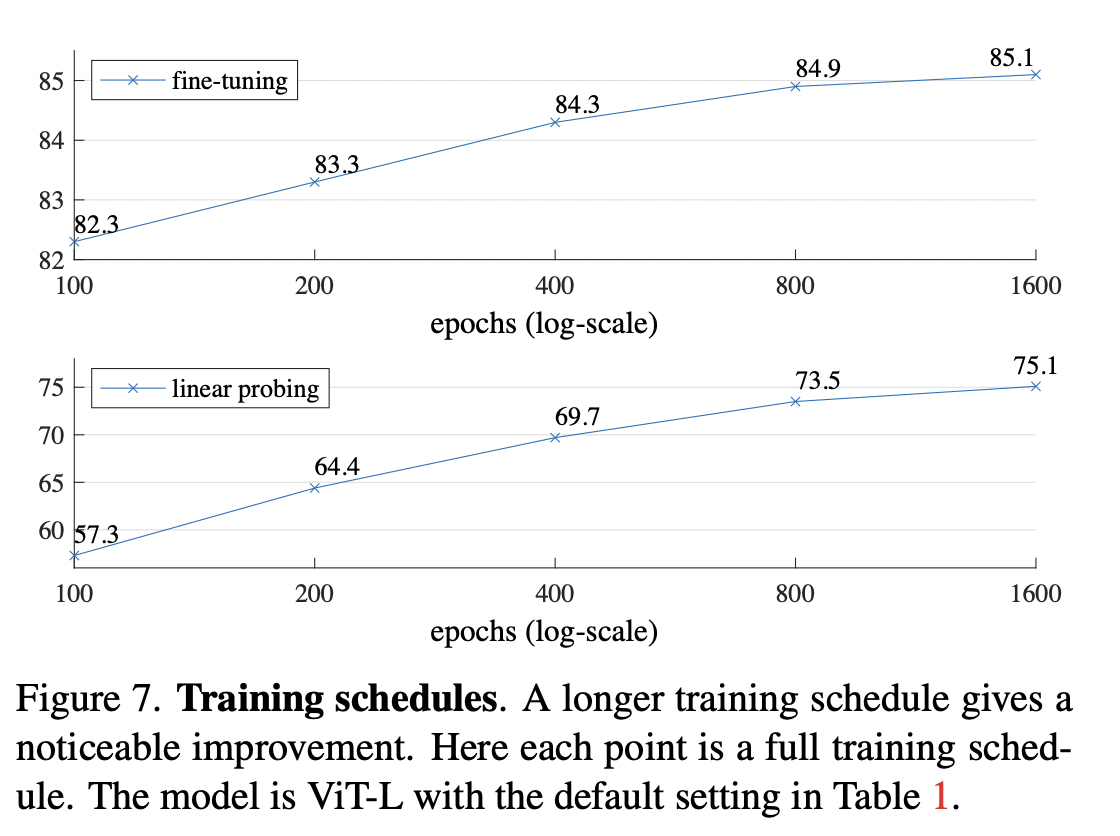 fine-tuning
85
84
83
82
82.3
83.3
84.3
84.9
85.1
100 200 400 800 1600
epochs (log-scale)
linear probing
75
70
65
60
57.3
64.4
69.7
73.5
75.1
100 200 400 800 1600
epochs (log-scale)
Figure 7. Training schedules. A longer training schedule gives a
noticeable improvement. Here each point is a full training sched-
ule. The model is ViT-L with the default setting in Table 1.